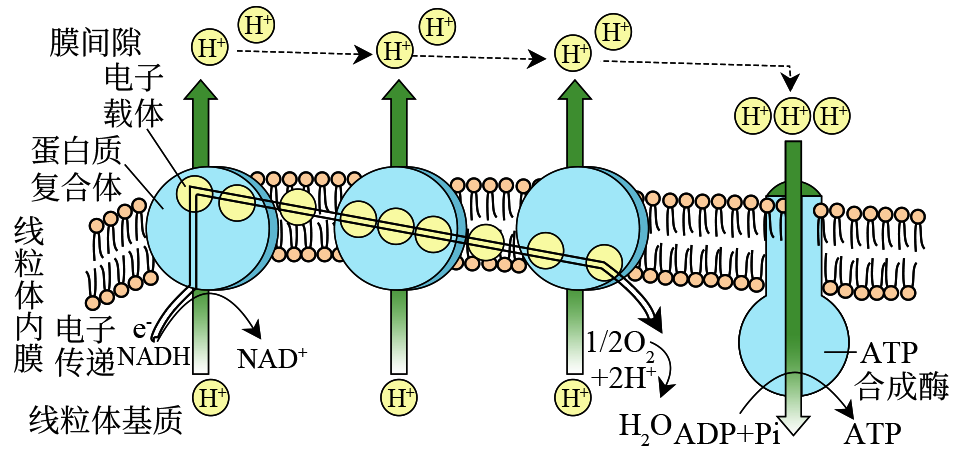 H⁺ H⁺ H⁺ H⁺ H⁺ H⁺
膜间隙
电子
载体
H⁺ H⁺ H⁺
蛋白质
复合体
线粒体内膜
电子
传递
e⁻
NADH
NAD⁺
1/2O₂
+2H⁺
H₂O
ATP
合成酶
ADP+Pi
ATP
H⁺ H⁺ H⁺
线粒体基质